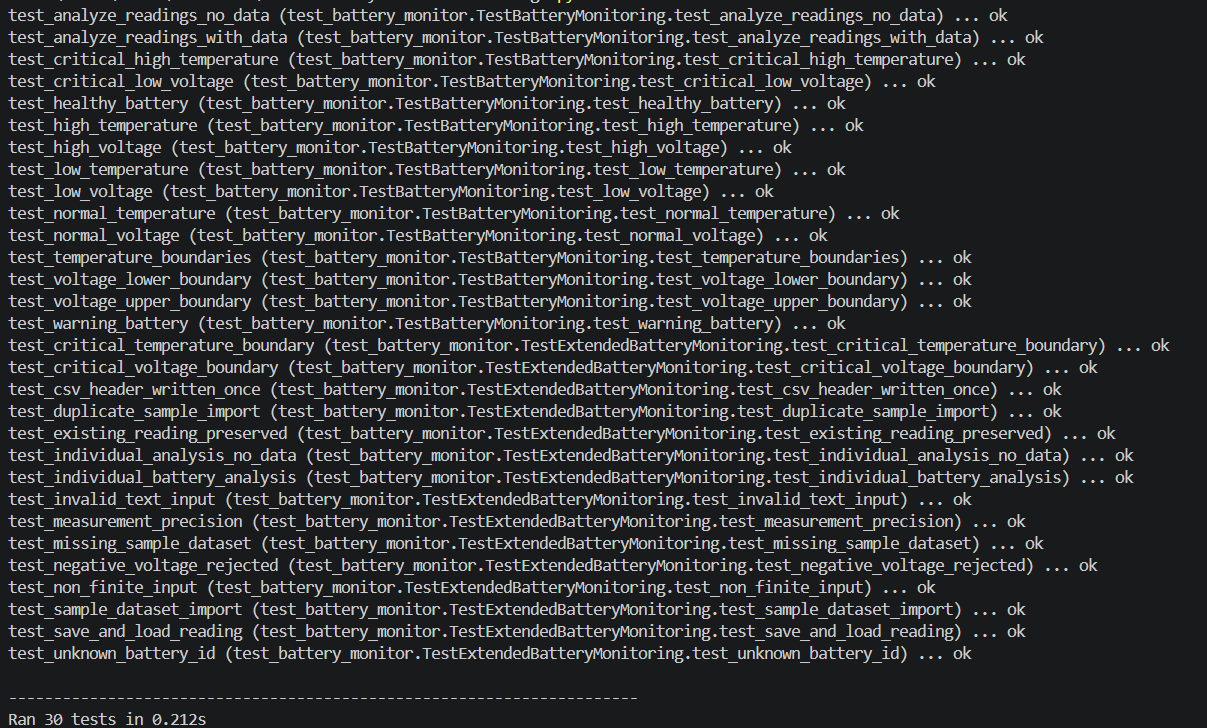 test_analyze_readings_no_data (test_battery_monitor.TestBatteryMonitoring.test_analyze_readings_no_data) ... ok
test_analyze_readings_with_data (test_battery_monitor.TestBatteryMonitoring.test_analyze_readings_with_data) ... ok
test_critical_high_temperature (test_battery_monitor.TestBatteryMonitoring.test_critical_high_temperature) ... ok
test_critical_low_voltage (test_battery_monitor.TestBatteryMonitoring.test_critical_low_voltage) ... ok
test_healthy_battery (test_battery_monitor.TestBatteryMonitoring.test_healthy_battery) ... ok
test_high_temperature (test_battery_monitor.TestBatteryMonitoring.test_high_temperature) ... ok
test_high_voltage (test_battery_monitor.TestBatteryMonitoring.test_high_voltage) ... ok
test_low_temperature (test_battery_monitor.TestBatteryMonitoring.test_low_temperature) ... ok
test_low_voltage (test_battery_monitor.TestBatteryMonitoring.test_low_voltage) ... ok
test_normal_temperature (test_battery_monitor.TestBatteryMonitoring.test_normal_temperature) ... ok
test_normal_voltage (test_battery_monitor.TestBatteryMonitoring.test_normal_voltage) ... ok
test_temperature_boundaries (test_battery_monitor.TestBatteryMonitoring.test_temperature_boundaries) ... ok
test_voltage_lower_boundary (test_battery_monitor.TestBatteryMonitoring.test_voltage_lower_boundary) ... ok
test_voltage_upper_boundary (test_battery_monitor.TestBatteryMonitoring.test_voltage_upper_boundary) ... ok
test_warning_battery (test_battery_monitor.TestBatteryMonitoring.test_warning_battery) ... ok
test_critical_temperature_boundary (test_battery_monitor.TestExtendedBatteryMonitoring.test_critical_temperature_boundary) ... ok
test_critical_voltage_boundary (test_battery_monitor.TestExtendedBatteryMonitoring.test_critical_voltage_boundary) ... ok
test_csv_header_written_once (test_battery_monitor.TestExtendedBatteryMonitoring.test_csv_header_written_once) ... ok
test_duplicate_sample_import (test_battery_monitor.TestExtendedBatteryMonitoring.test_duplicate_sample_import) ... ok
test_existing_reading_preserved (test_battery_monitor.TestExtendedBatteryMonitoring.test_existing_reading_preserved) ... ok
test_individual_analysis_no_data (test_battery_monitor.TestExtendedBatteryMonitoring.test_individual_analysis_no_data) ... ok
test_individual_battery_analysis (test_battery_monitor.TestExtendedBatteryMonitoring.test_individual_battery_analysis) ... ok
test_invalid_text_input (test_battery_monitor.TestExtendedBatteryMonitoring.test_invalid_text_input) ... ok
test_measurement_precision (test_battery_monitor.TestExtendedBatteryMonitoring.test_measurement_precision) ... ok
test_missing_sample_dataset (test_battery_monitor.TestExtendedBatteryMonitoring.test_missing_sample_dataset) ... ok
test_negative_voltage_rejected (test_battery_monitor.TestExtendedBatteryMonitoring.test_negative_voltage_rejected) ... ok
test_non_finite_input (test_battery_monitor.TestExtendedBatteryMonitoring.test_non_finite_input) ... ok
test_sample_dataset_import (test_battery_monitor.TestExtendedBatteryMonitoring.test_sample_dataset_import) ... ok
test_save_and_load_reading (test_battery_monitor.TestExtendedBatteryMonitoring.test_save_and_load_reading) ... ok
test_unknown_battery_id (test_battery_monitor.TestExtendedBatteryMonitoring.test_unknown_battery_id) ... ok
----------------------------------------------------------------------
Ran 30 tests in 0.212s